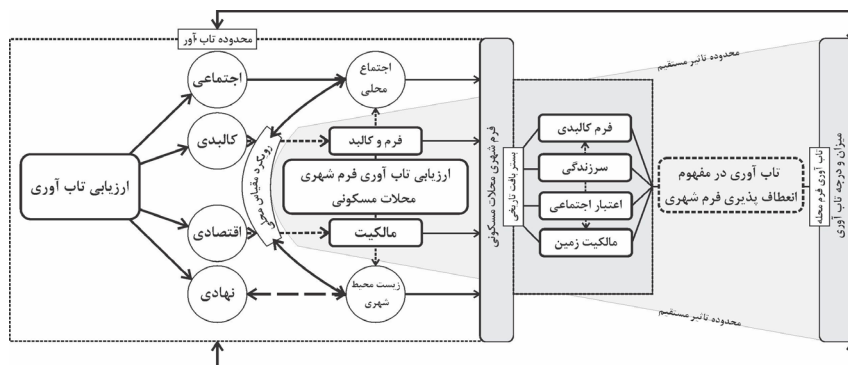 محدوده تاب‌آور
محدوده تاثیر مستقیم
اجتماعی
اجتماع
محلی
کالبدی
فرم و کالبد
رویکرد مقیاس محلی
ارزیابی تاب آوری
ارزیابی تاب آوری فرم شهری
محلات مسکونی
اقتصادی
مالکیت
نهادی
زیست محیط
شهری
فرم شهری محلات مسکونی
بستر بافت تاریخی
فرم کالبدی
سرزندگی
اعتبار اجتماعی
مالکیت زمین
تاب آوری در مفهوم
انعطاف پذیری فرم شهری
تاب آوری فرم محله
میزان و درجه تاب آوری
محدوده تاثیر مستقیم